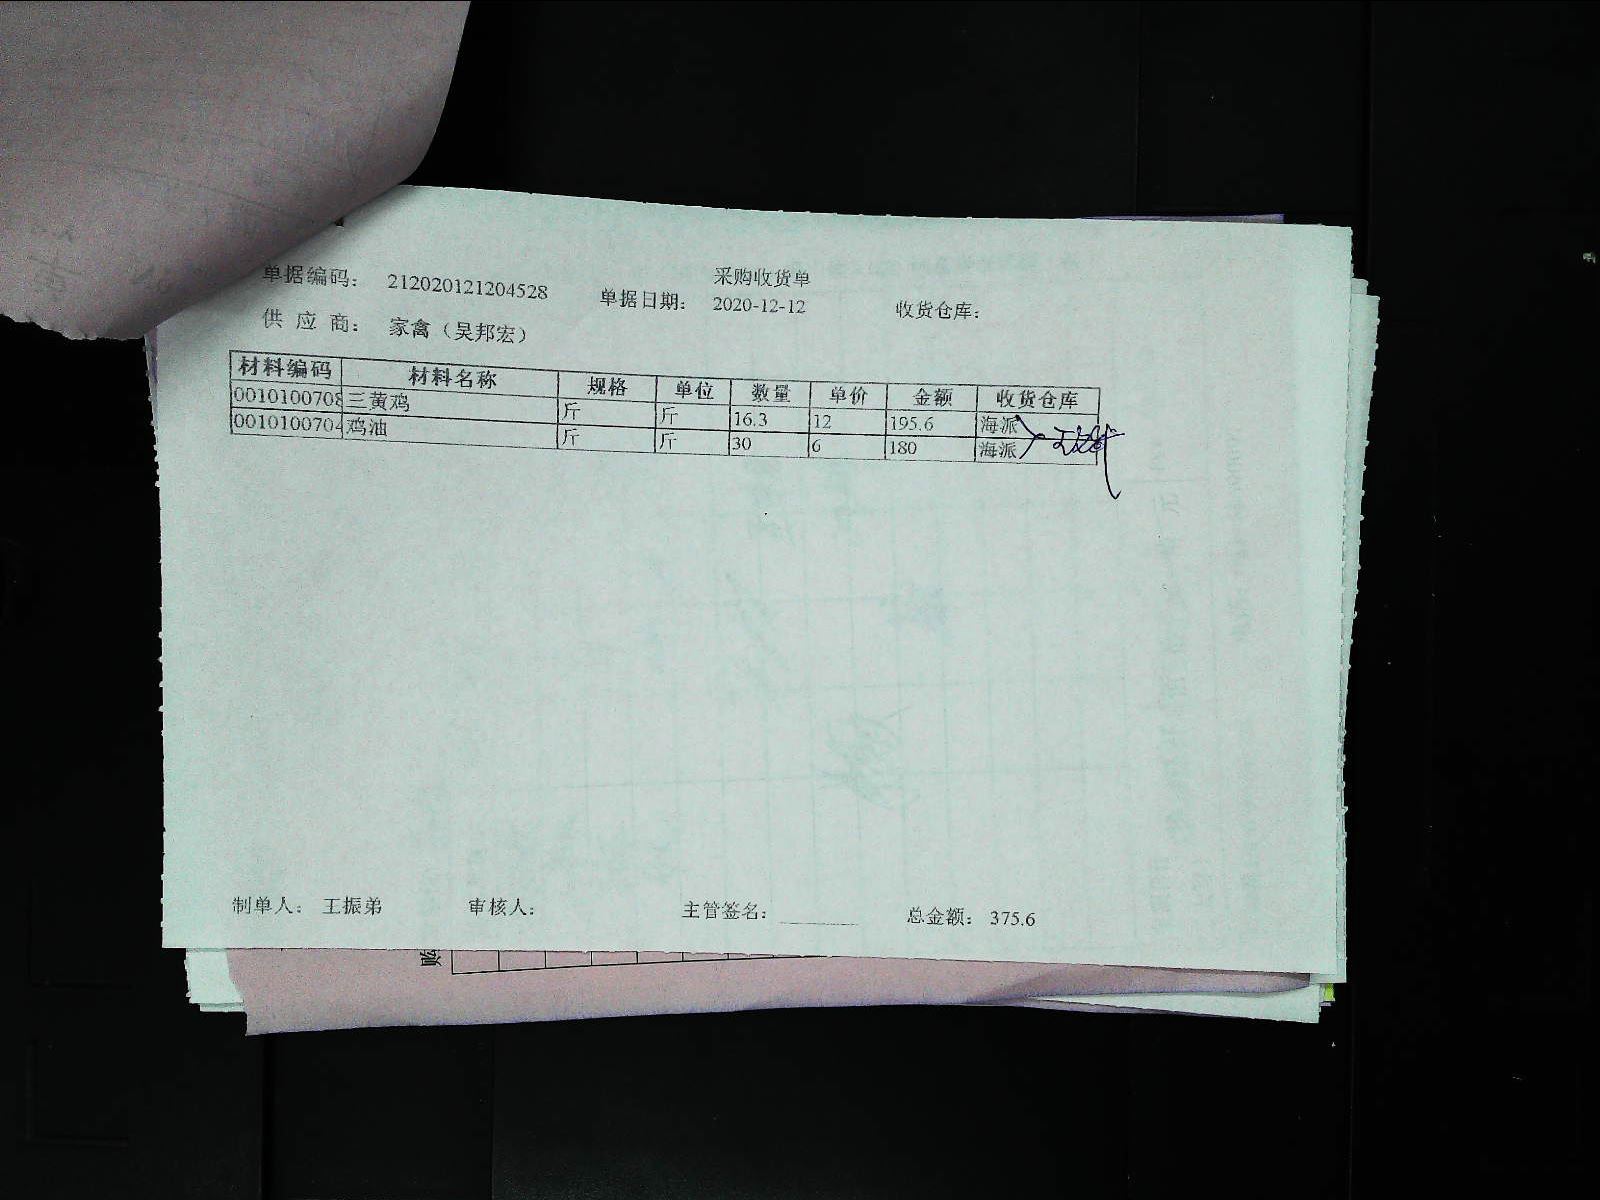 采购收货单
单据编码： 212020121204528 单据日期： 2020-12-12 收货仓库：
供 应 商： 家禽（吴邦宏）
材料编码 材料名称 规格 单位 数量 单价 金额 收货仓库
0010100708 三黄鸡 斤 斤 16.3 12 195.6 海派
0010100704 鸡油 斤 斤 30 6 180 海派
制单人： 王振弟 审核人： 主管签名： 总金额： 375.6